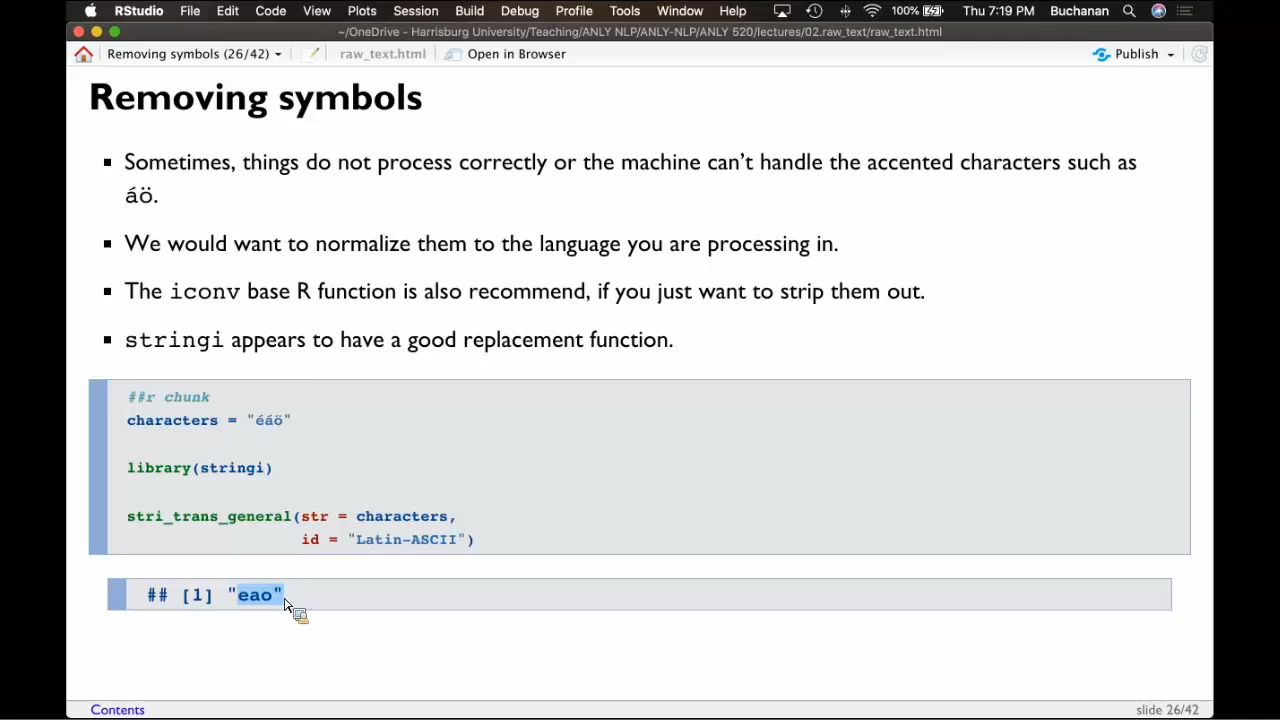 RStudio File Edit Code View Plots Session Build Debug Profile Tools Window Help 100% Thu 7:19 PM Buchanan
~/OneDrive - Harrisburg University/Teaching/ANLY NLP/ANLY-NLP/ANLY 520/lectures/02.raw_text/raw_text.html
Removing symbols (26/42) raw_text.html Open in Browser Publish
Removing symbols
Sometimes, things do not process correctly or the machine can't handle the accented characters such as
áö.
We would want to normalize them to the language you are processing in.
The iconv base R function is also recommend, if you just want to strip them out.
stringi appears to have a good replacement function.
##r chunk
characters = "éáö"
library(stringi)
stri_trans_general(str = characters,
id = "Latin-ASCII")
## [1] "eao"
Contents slide 26/42